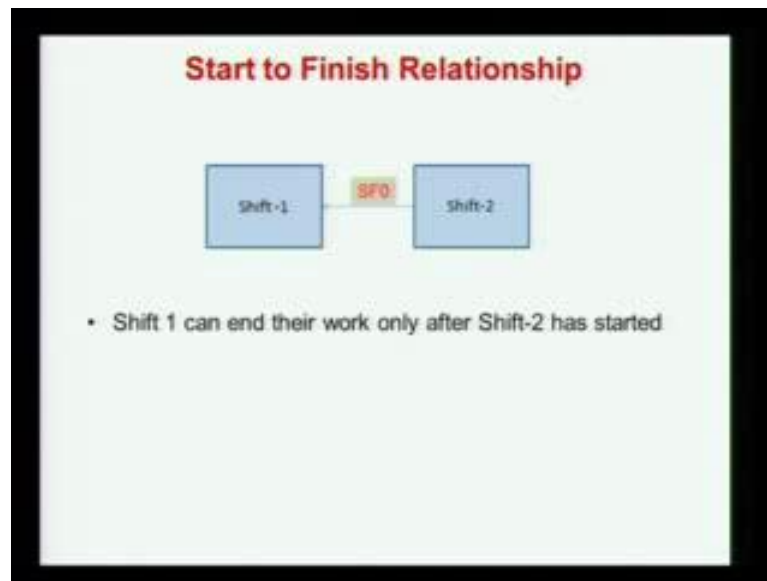 Start to Finish Relationship
Shift-1
SF0
Shift-2
• Shift 1 can end their work only after Shift-2 has started